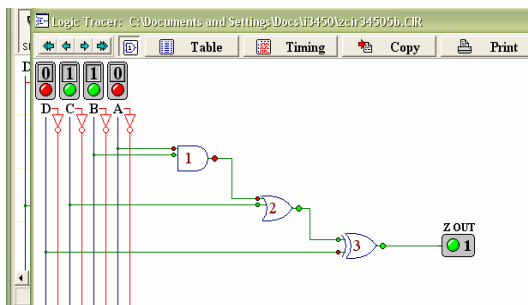 Logic Tracer: C:\Documents and Settings\Docs\i3450\zcir34505b.CIR
Table Timing Copy Print
0 1 1 0
D C B A
1
2
3
Z OUT
1